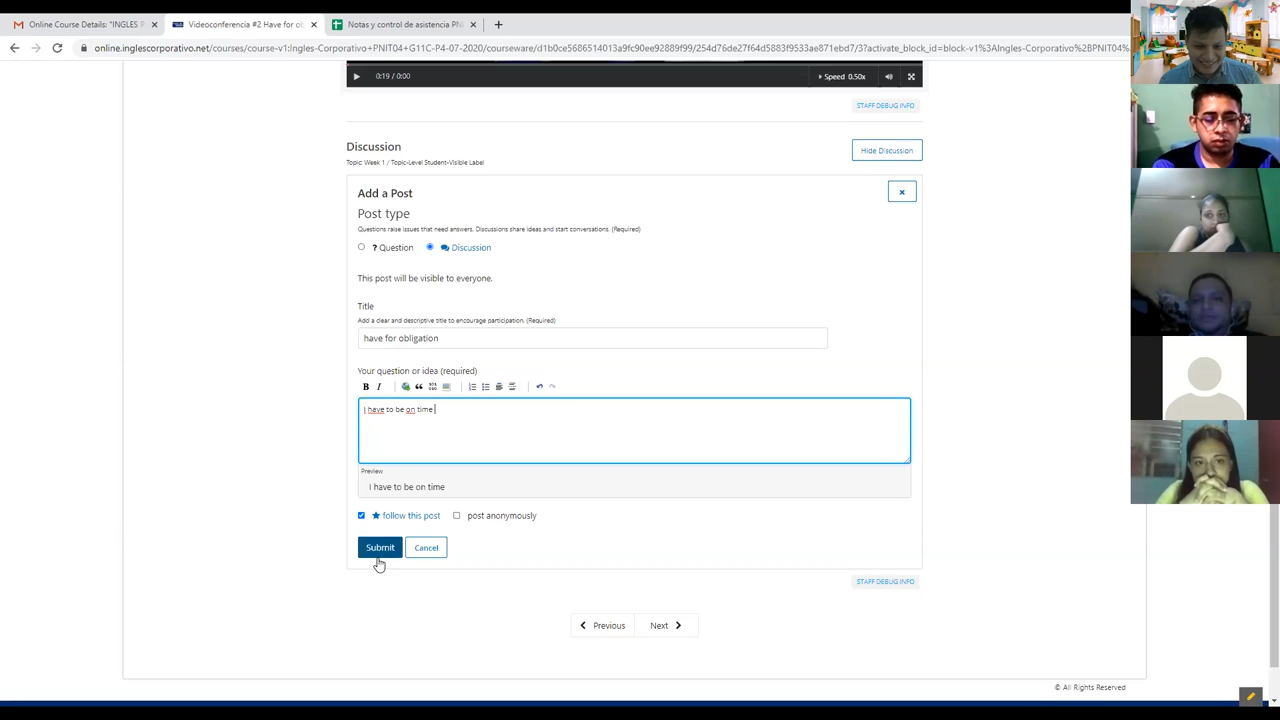 Online Course Details: "INGLES P
Videoconferencia #2 Have for ob
Notas y control de asistencia PN
online.inglescorporativo.net/courses/course-v1:Ingles-Corporativo+PNIT04+G11C-P4-07-2020/courseware/d1b0ce5686514013a9fc90ee92889f99/254d76de27f64d5883f9533ae871ebd7/3?activate_block_id=block-v1%3AIngles-Corporativo%2BPNIT04%
0:19 / 0:00
Speed 0.50x
STAFF DEBUG INFO
Discussion
Topic: Week 1 / Topic-Level Student-Visible Label
Hide Discussion
Add a Post
Post type
Questions raise issues that need answers. Discussions share ideas and start conversations. (Required)
? Question
Discussion
This post will be visible to everyone.
Title
Add a clear and descriptive title to encourage participation. (Required)
have for obligation
Your question or idea (required)
B I
I have to be on time
Preview
I have to be on time
follow this post
post anonymously
Submit
Cancel
STAFF DEBUG INFO
Previous
Next
© All Rights Reserved